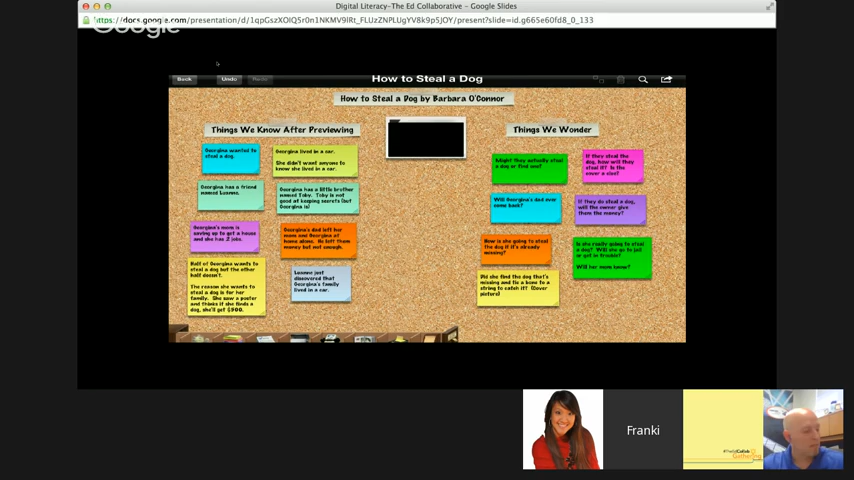 Digital Literacy-The Ed Collaborative - Google Slides
https://docs.google.com/presentation/d/1qpGszXOIQ5r0n1NKMV9lRt_FLUzZNPLUgYV8k9p5JOY/present?slide=id.g665e60fd8_0_133
Google
Back
Undo
Redo
How to Steal a Dog
How to Steal a Dog by Barbara O'Connor
Things We Know After Previewing
Georgina wanted to
steal a dog.
Georgina lived in a car.
She didn't want anyone to
know she lived in a car.
Georgina has a friend
named Luanne.
Georgina has a little brother
named Toby. Toby is not
good at keeping secrets (but
Georgina is)
Georgina's mom is
saving up to get a house
and she has 2 jobs.
Georgina's dad left her
mom and Georgina at
home alone. He left them
money but not enough.
Half of Georgina wants to
steal a dog but the other
half doesn't.
The reason she wants to
steal a dog is for her
family. She saw a poster
and thinks if she finds a
dog, she'll get $500.
Luanne just
discovered that
Georgina's family
lived in a car.
Things We Wonder
Might they actually steal
a dog or find one?
If they steal the
dog, how will they
steal it? Is the
cover a clue?
Will Georgina's dad ever
come back?
If they do steal a dog,
will the owner give
them the money?
How is she going to steal
the dog if it's already
missing?
Is she really going to steal
a dog? Will she go to jail
or get in trouble?
Will her mom know?
Did she find the dog that's
missing and tie a bone to a
string to catch it? (Cover
picture)
Franki
#TheEdCollab
Gathering